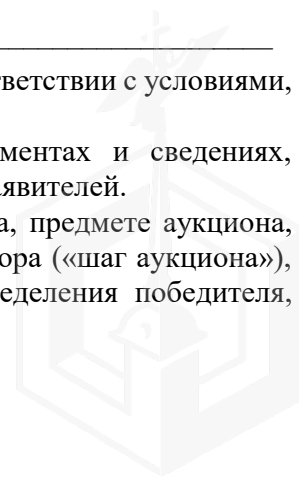 ответствии с условиями,
ментах и сведениях,
явителей.
а, предмете аукциона,
ора («шаг аукциона»),
еделения победителя,